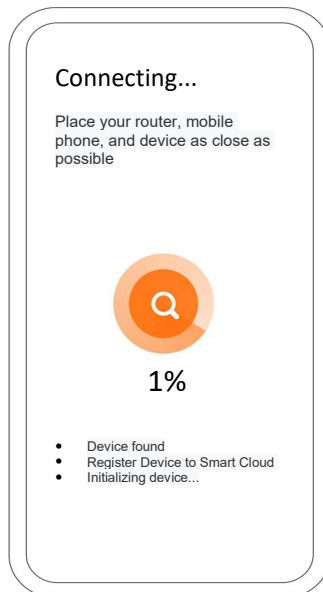 Connecting...
Place your router, mobile
phone, and device as close as
possible
1%
• Device found
• Register Device to Smart Cloud
• Initializing device...